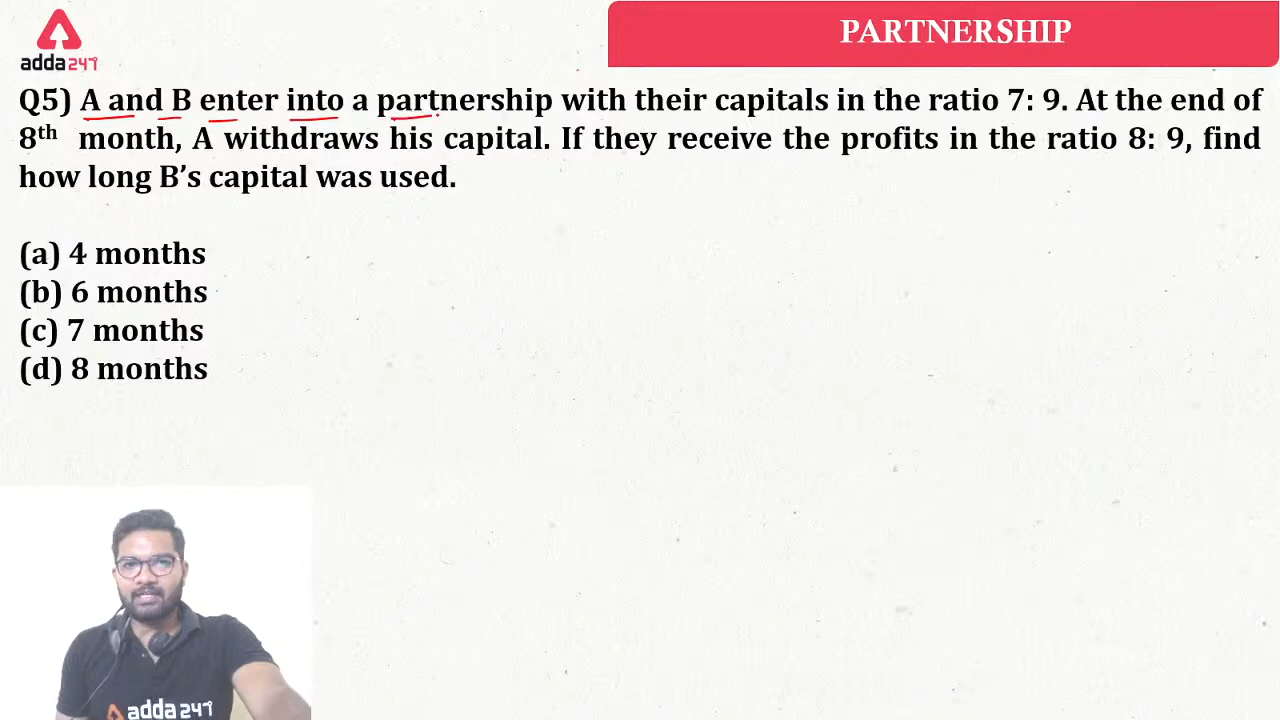 PARTNERSHIP
adda247
Q5) A and B enter into a partnership with their capitals in the ratio 7: 9. At the end of
8th month, A withdraws his capital. If they receive the profits in the ratio 8: 9, find
how long B’s capital was used.
(a) 4 months
(b) 6 months
(c) 7 months
(d) 8 months
adda247